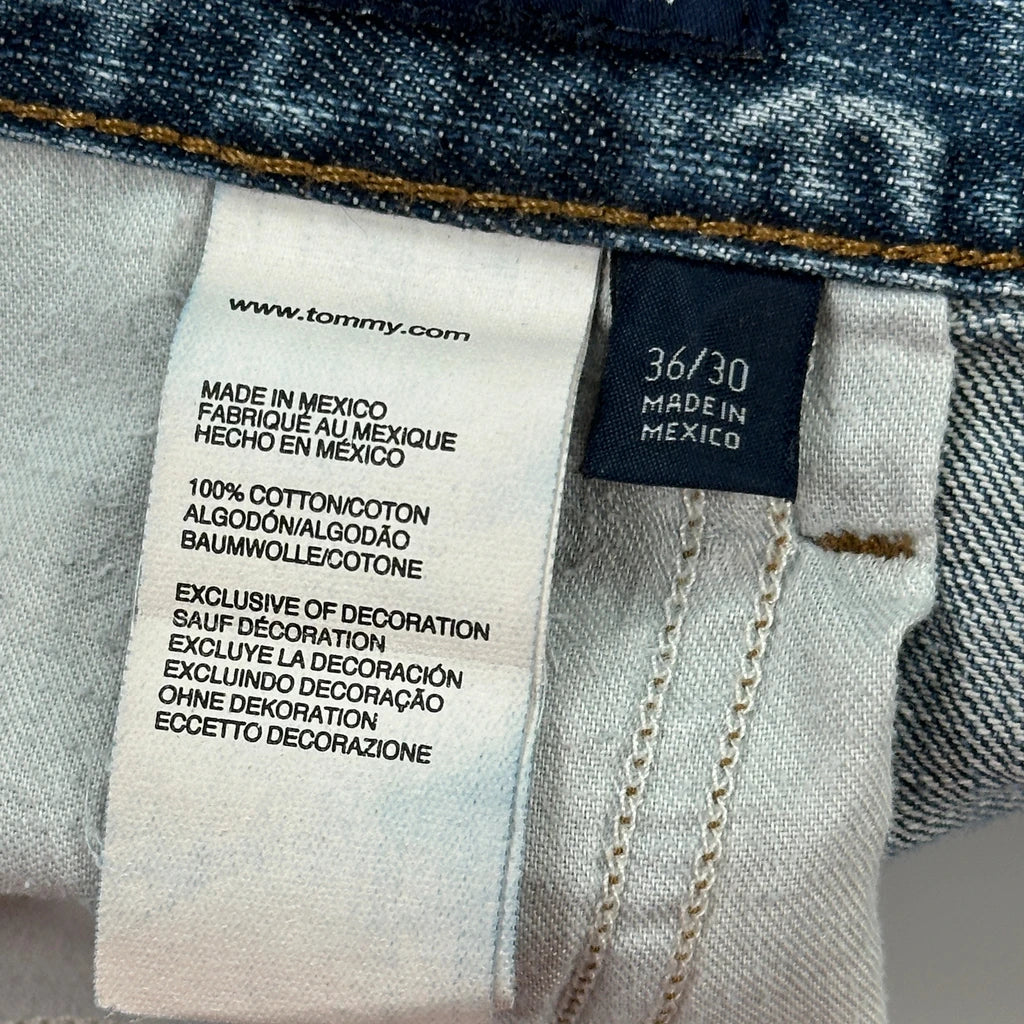 www.tommy.com
MADE IN MEXICO
FABRIQUÉ AU MEXIQUE
HECHO EN MÉXICO
100% COTTON/COTON
ALGODÓN/ALGODÃO
BAUMWOLLE/COTONE
EXCLUSIVE OF DECORATION
SAUF DÉCORATION
EXCLUYE LA DECORACIÓN
EXCLUINDO DECORAÇÃO
OHNE DEKORATION
ECCETTO DECORAZIONE
36/30
MADE IN
MEXICO